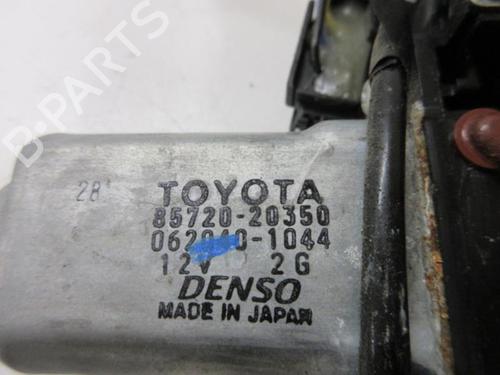 B-PARTS
28
TOYOTA
85720-20350
062040-1044
12V 2G
DENSO
MADE IN JAPAN